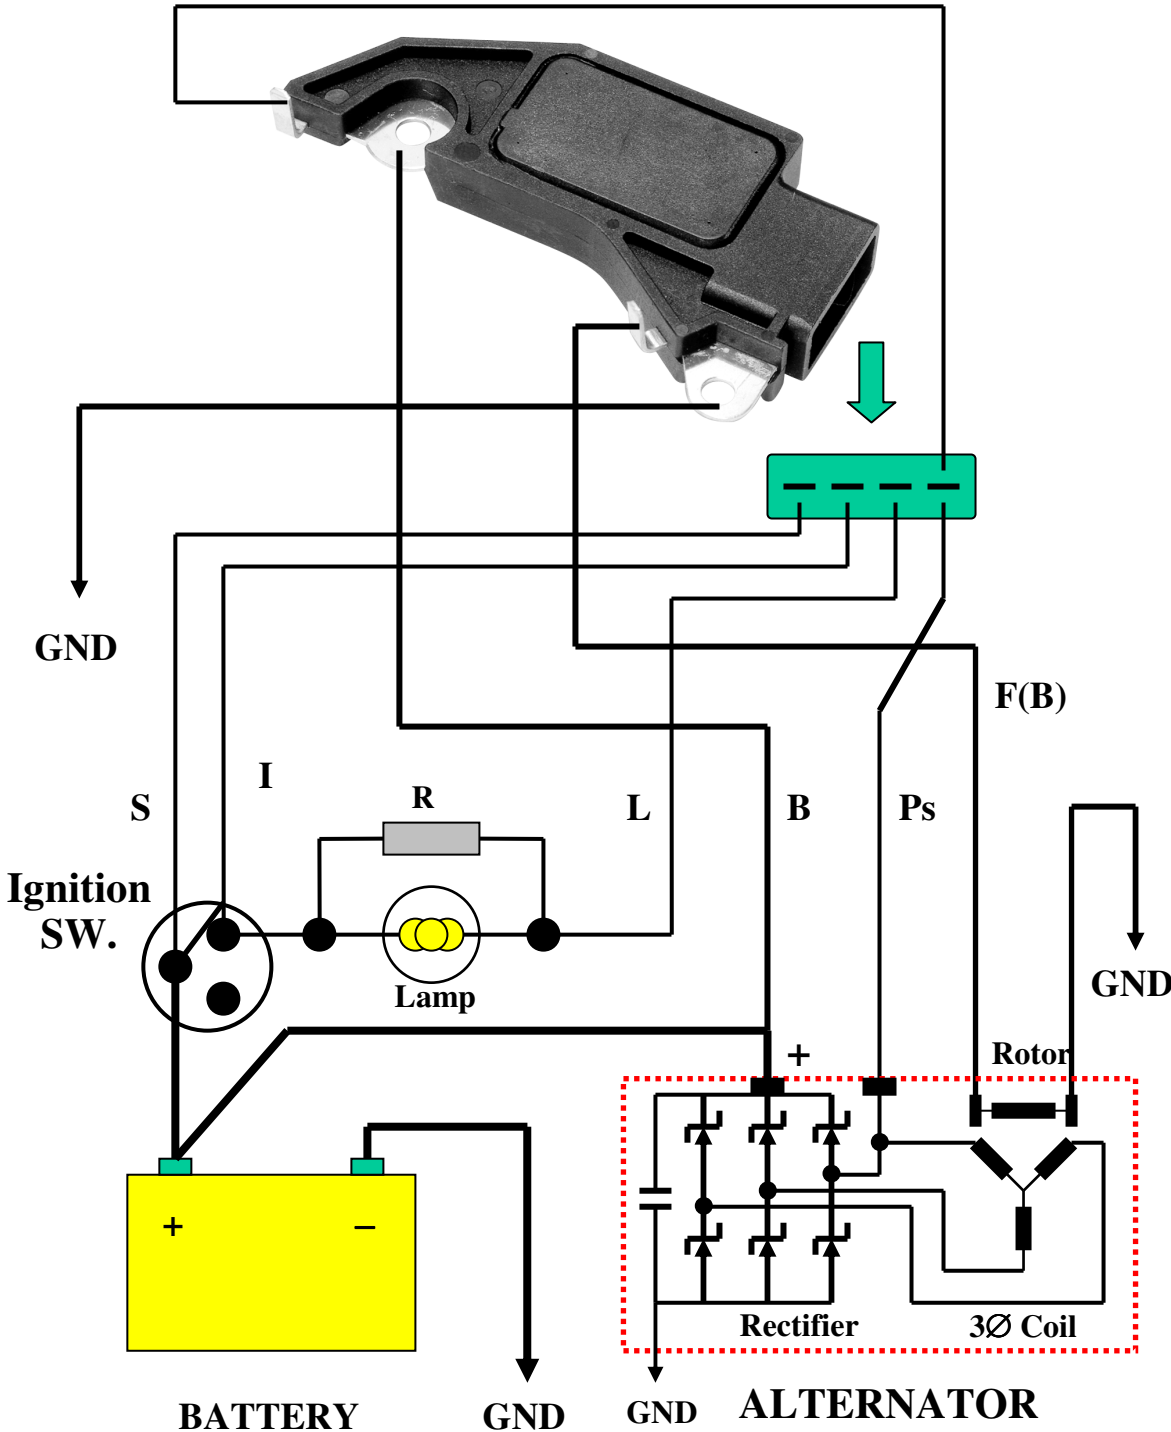 GND
F(B)
I
S
R
L
B
Ps
Ignition
SW.
Lamp
GND
+
Rotor
+
−
Rectifier
3Ø Coil
BATTERY
GND
GND
ALTERNATOR